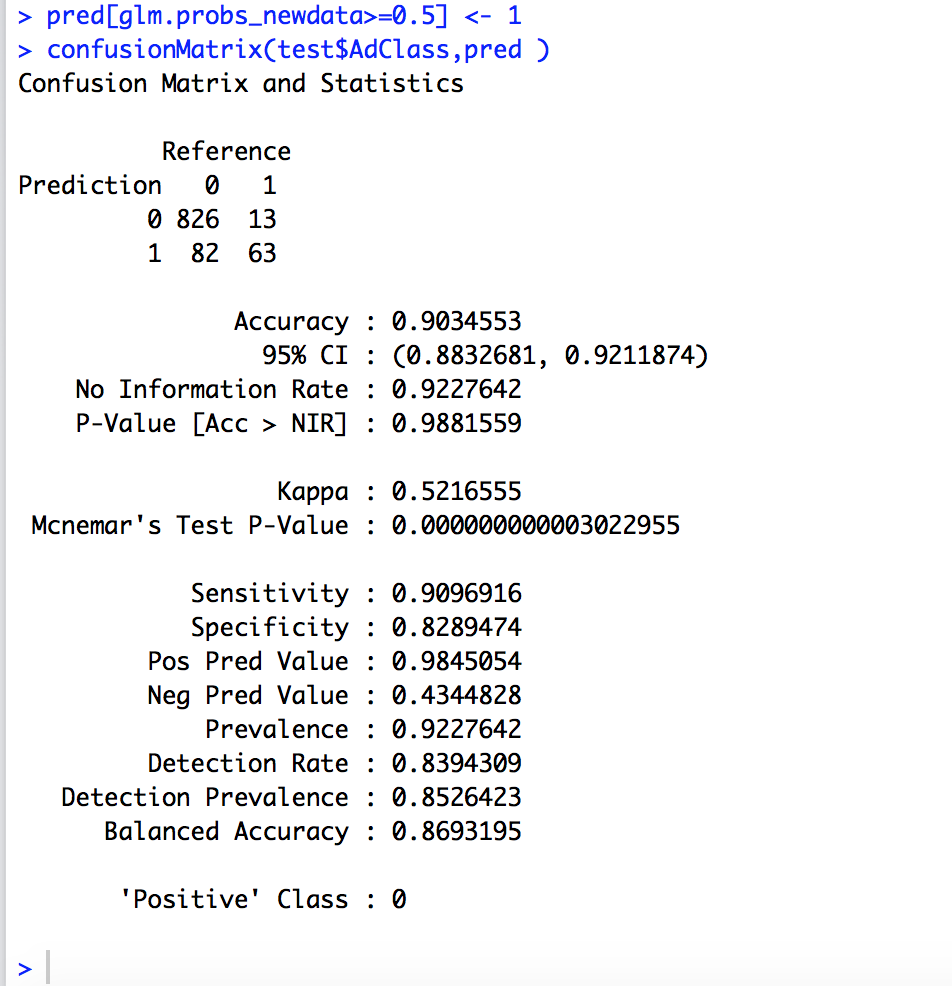 > pred[glm.probs_newdata>=0.5] <- 1
> confusionMatrix(test$AdClass,pred )
Confusion Matrix and Statistics

          Reference
Prediction   0   1
         0 826  13
         1  82  63

               Accuracy : 0.9034553
                 95% CI : (0.8832681, 0.9211874)
    No Information Rate : 0.9227642
    P-Value [Acc > NIR] : 0.9881559

                  Kappa : 0.5216555
 Mcnemar's Test P-Value : 0.000000000003022955

            Sensitivity : 0.9096916
            Specificity : 0.8289474
         Pos Pred Value : 0.9845054
         Neg Pred Value : 0.4344828
             Prevalence : 0.9227642
         Detection Rate : 0.8394309
   Detection Prevalence : 0.8526423
      Balanced Accuracy : 0.8693195

       'Positive' Class : 0

>